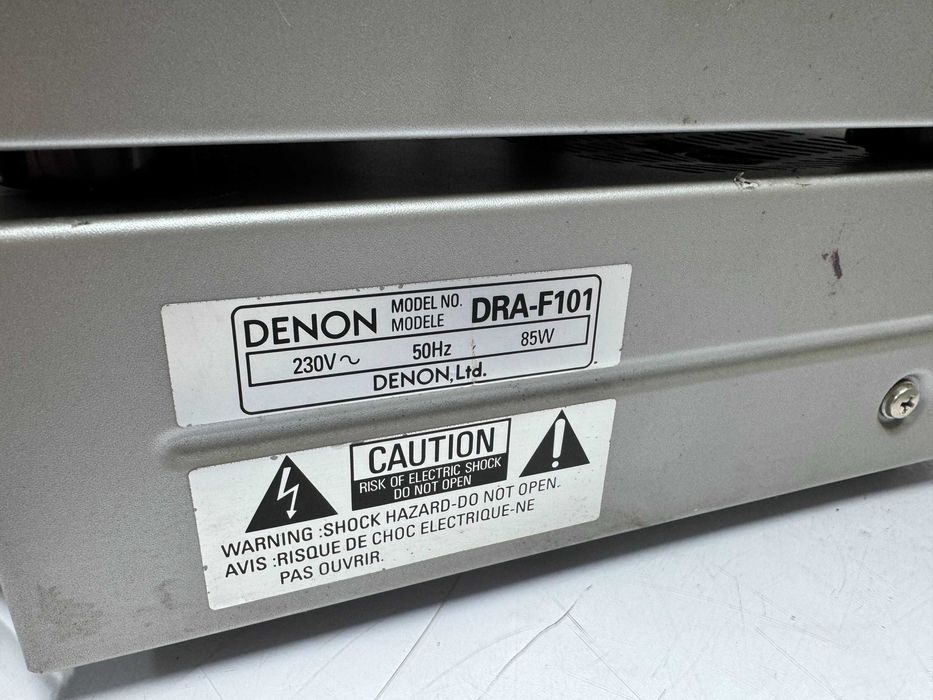 DENON MODEL NO. MODELE DRA-F101
230V~ 50Hz 85W
DENON, Ltd.
CAUTION
RISK OF ELECTRIC SHOCK
DO NOT OPEN
WARNING :SHOCK HAZARD-DO NOT OPEN.
AVIS :RISQUE DE CHOC ELECTRIQUE-NE
PAS OUVRIR.